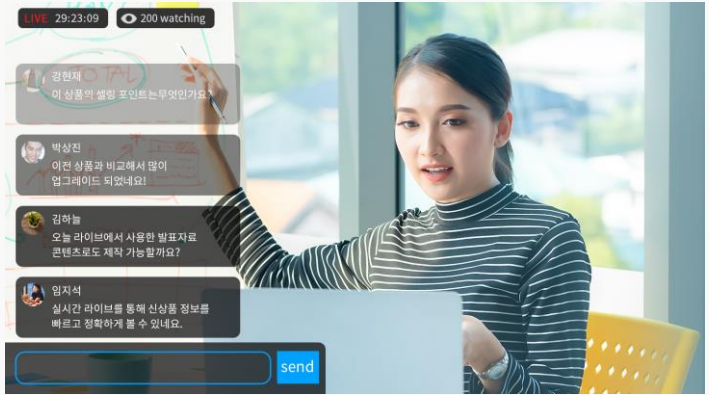 LIVE 29:23:09 200 watching
TOTAL
김현재
이 상품의 셀링 포인트는무엇인가요?
박상진
이전 상품과 비교해서 많이
업그레이드 되었네요!
김하늘
오늘 라이브에서 사용한 발표자료
콘텐츠로도 제작 가능할까요?
임지석
실시간 라이브를 통해 신상품 정보를
빠르고 정확하게 볼 수 있네요.
send